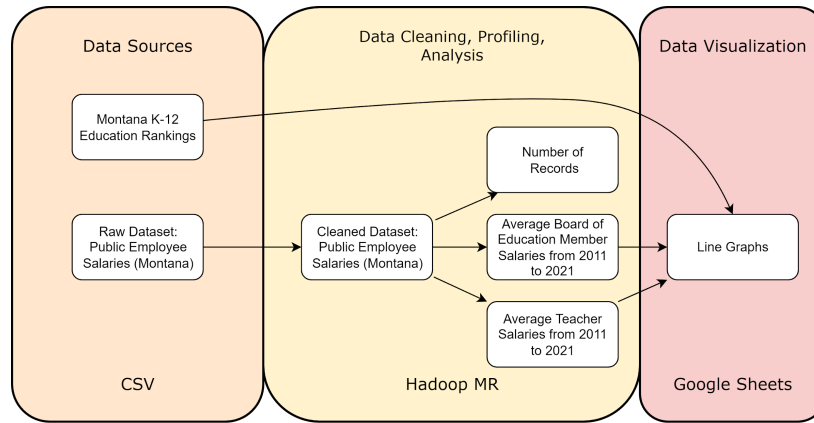 Data Sources
Montana K-12
Education Rankings
Raw Dataset:
Public Employee
Salaries (Montana)
CSV
Data Cleaning, Profiling,
Analysis
Cleaned Dataset:
Public Employee
Salaries (Montana)
Number of
Records
Average Board of
Education Member
Salaries from 2011
to 2021
Average Teacher
Salaries from 2011
to 2021
Hadoop MR
Data Visualization
Line Graphs
Google Sheets